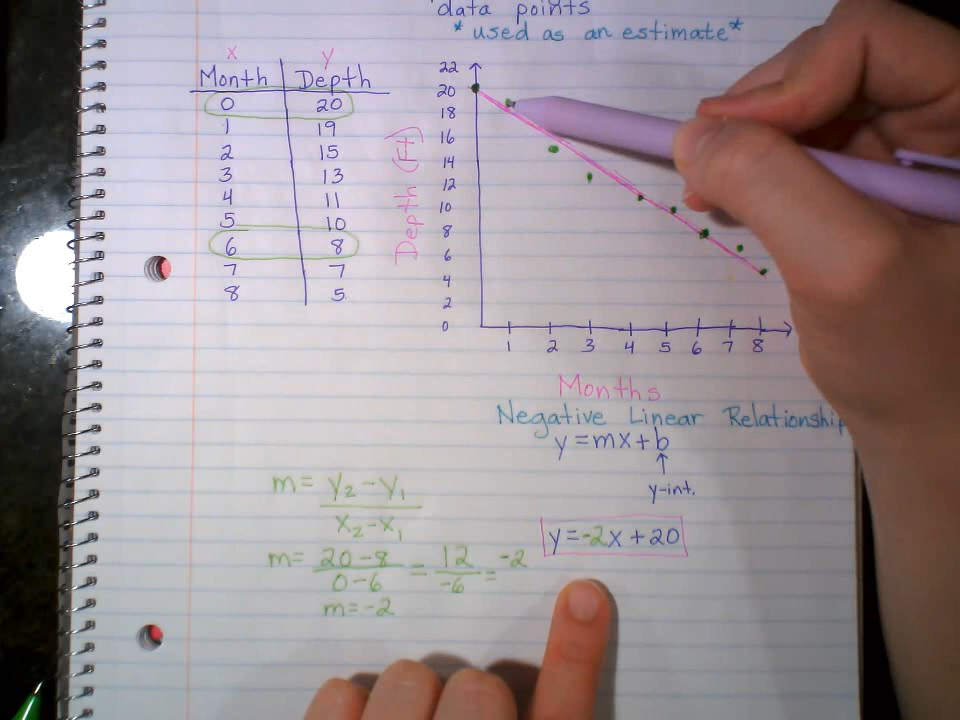 data points
*used as an estimate*
x y
Month Depth
0 20
1 19
2 15
3 13
4 11
5 10
6 8
7 7
8 5
Depth (Ft)
22
20
18
16
14
12
10
8
6
4
2
0
1 2 3 4 5 6 7 8
Months
Negative Linear Relationship
y=mx+b
y-int.
m= y₂-y₁
x₂-x₁
m= 20-8 = 12 = -2
0-6 -6
m=-2
y=-2x+20